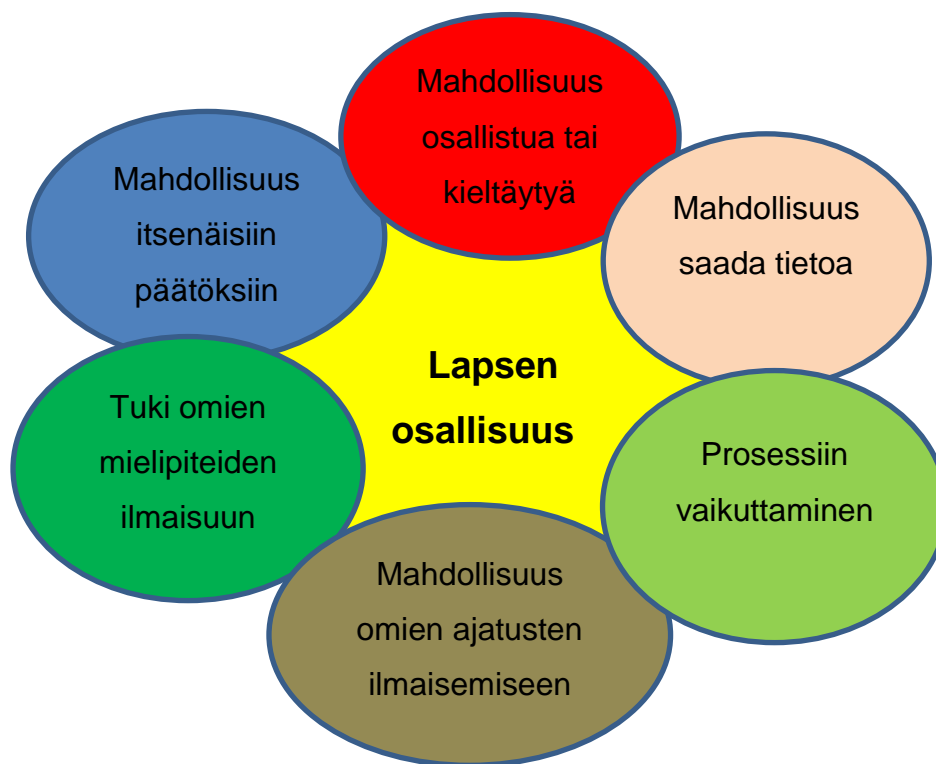 Mahdollisuus
osallistua tai
kieltäytyä
Mahdollisuus
saada tietoa
Prosessiin
vaikuttaminen
Mahdollisuus
omien ajatusten
ilmaisemiseen
Tuki omien
mielipiteiden
ilmaisuun
Mahdollisuus
itsenäisiin
päätöksiin
Lapsen
osallisuus